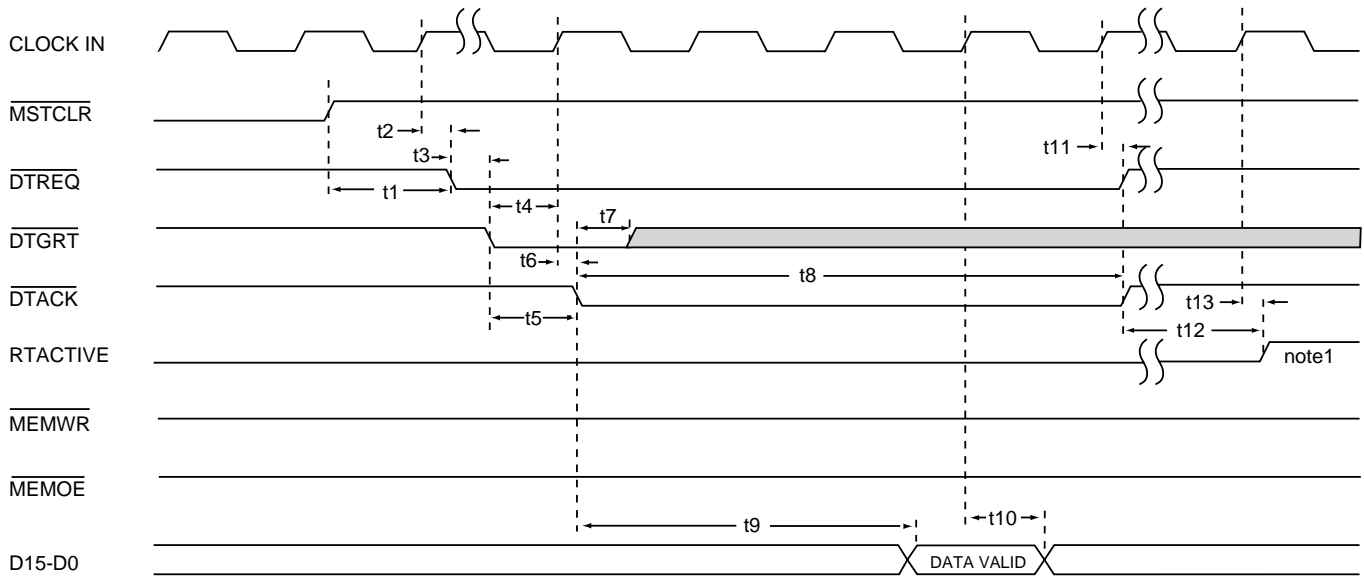 CLOCK IN
MSTCLR
t2
t3
t11
DTREQ
t1
t4
t7
DTGRT
t6
t8
DTACK
t5
t13
t12
RTACTIVE
note1
MEMWR
MEMOE
t9
t10
D15-D0
DATA VALID